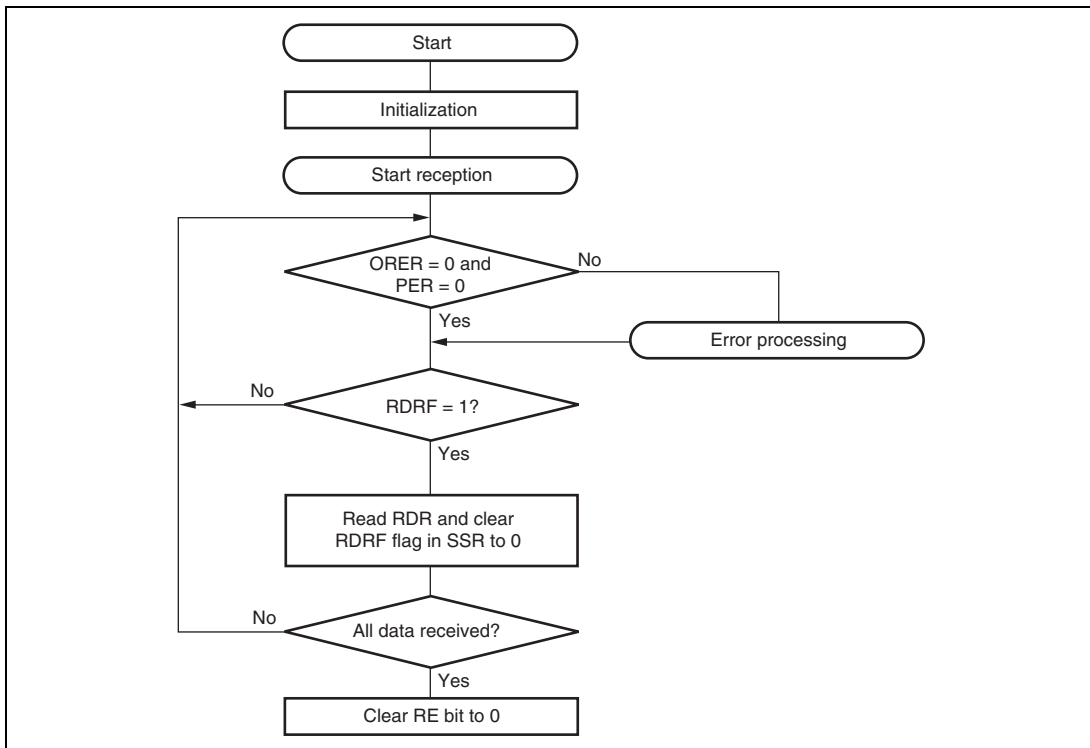 Start
Initialization
Start reception
ORER = 0 and
PER = 0
No
Yes
Error processing
No
RDRF = 1?
Yes
Read RDR and clear
RDRF flag in SSR to 0
No
All data received?
Yes
Clear RE bit to 0